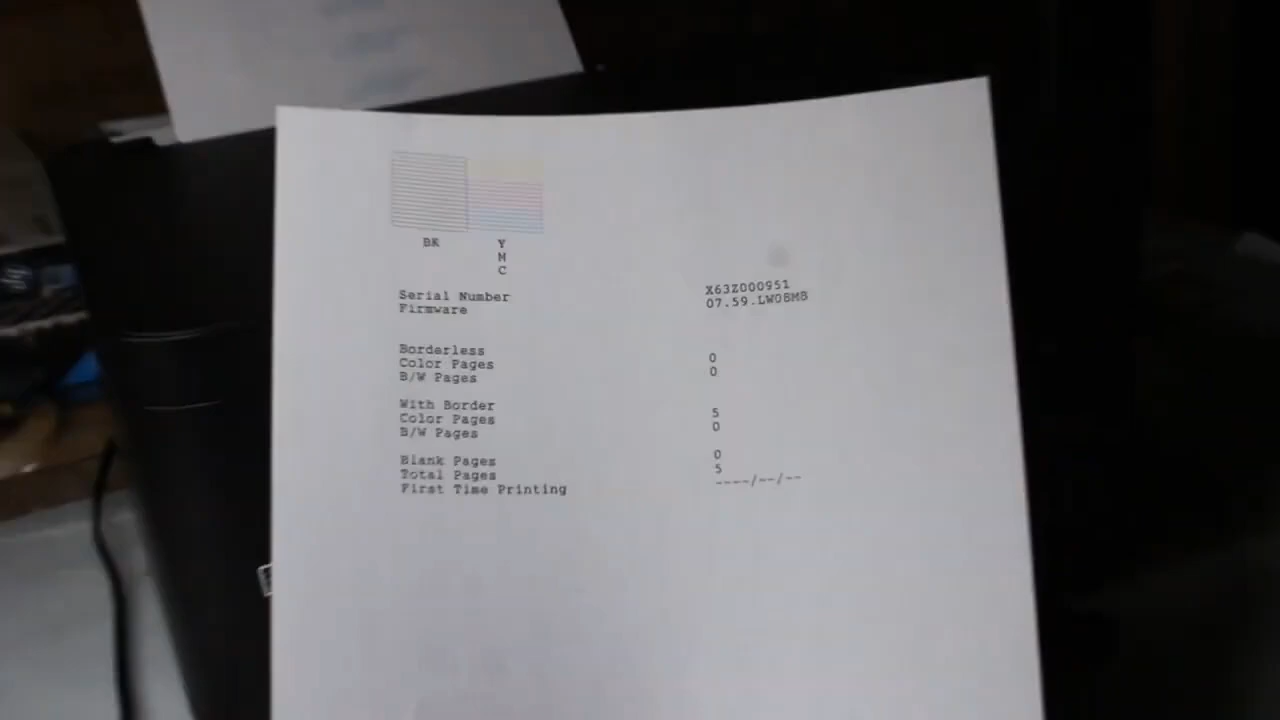 BK Y
M
C
Serial Number X63Z000951
Firmware 07.59.LW08M8
Borderless
Color Pages 0
B/W Pages 0
With Border
Color Pages 5
B/W Pages 0
Blank Pages 0
Total Pages 5
First Time Printing ----/--/--